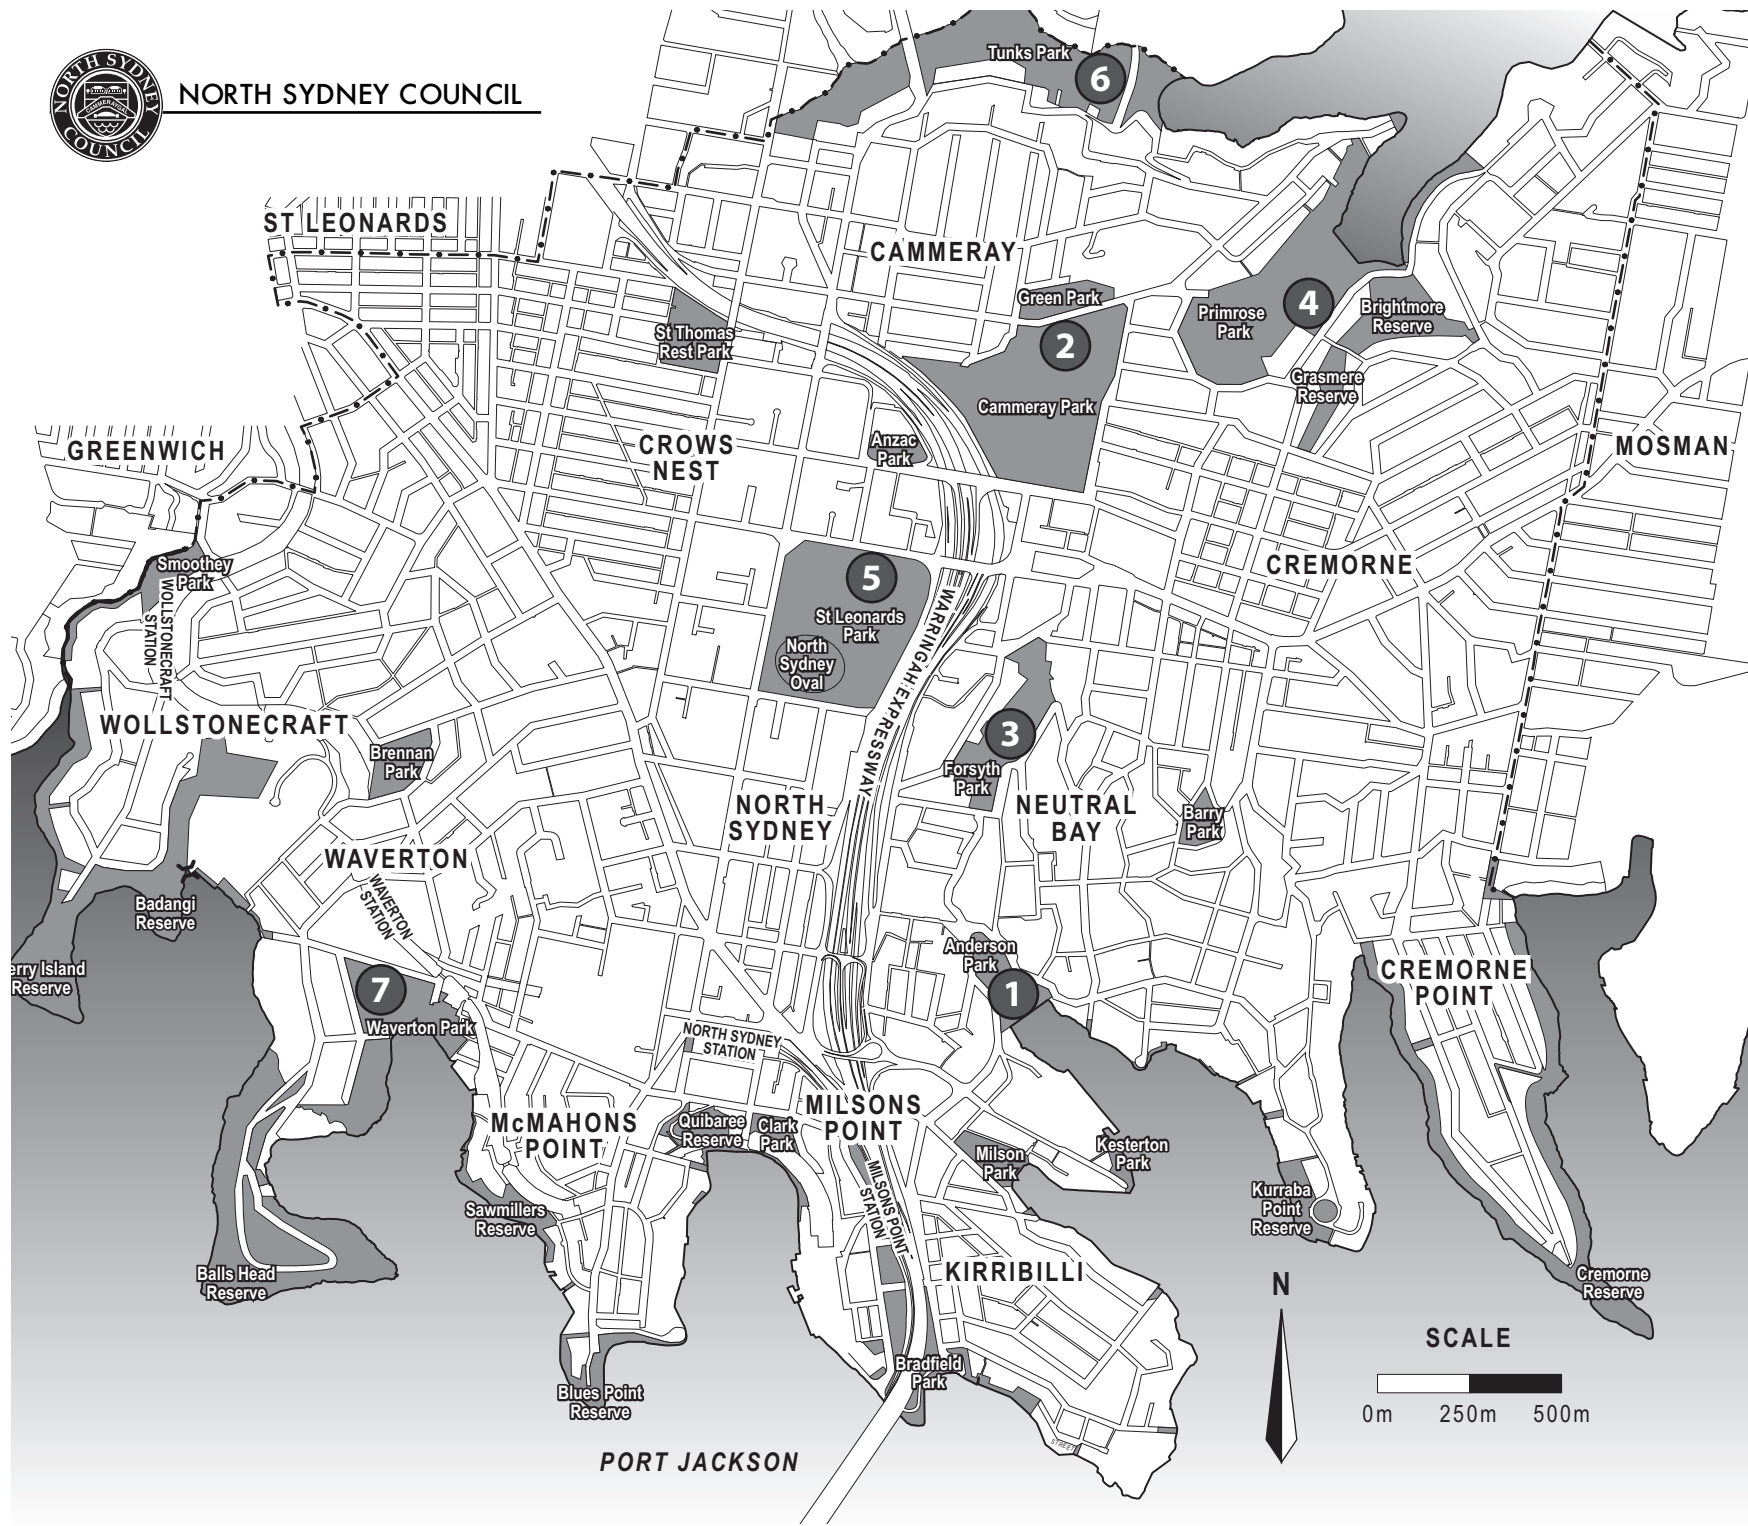 NORTH SYDNEY
CAMMERAYGAL
COUNCIL
NORTH SYDNEY COUNCIL
Tunks Park
6
ST LEONARDS
CAMMERAY
Green Park
2
Primrose
Park
4
Brightmore
Reserve
St Thomas
Rest Park
Grasmere
Reserve
Cammeray Park
GREENWICH
CROWS
NEST
Anzac
Park
MOSMAN
Smoothey
Park
WOLLSTONECRAFT
STATION
5
St Leonards
Park
North
Sydney
Oval
CREMORNE
WARRINGAH EXPRESSWAY
WOLLSTONECRAFT
Brennan
Park
3
Forsyth
Park
NORTH
SYDNEY
NEUTRAL
BAY
Barry
Park
WAVERTON
WAVERTON
STATION
Badangi
Reserve
Anderson
Park
1
erry Island
Reserve
7
Waverton Park
CREMORNE
POINT
NORTH SYDNEY
STATION
McMAHONS
POINT
Quibaree
Reserve
Clark
Park
MILSONS
POINT
Milson
Park
Kesterton
Park
MILSONS POINT
STATION
Sawmillers
Reserve
Kurraba
Point
Reserve
Balls Head
Reserve
KIRRIBILLI
Cremorne
Reserve
N
SCALE
0m 250m 500m
Bradfield
Park
Blues Point
Reserve
STREET
PORT JACKSON